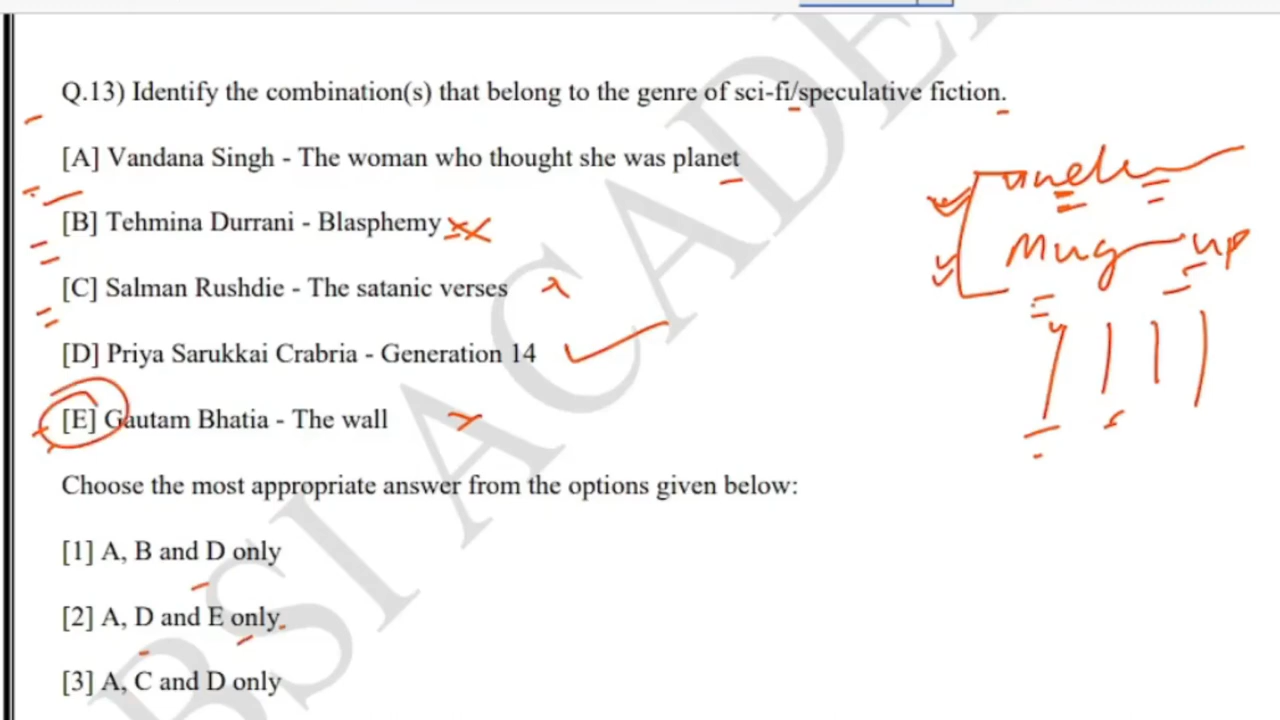 Q.13) Identify the combination(s) that belong to the genre of sci-fi/speculative fiction.
[A] Vandana Singh - The woman who thought she was planet
[B] Tehmina Durrani - Blasphemy
[C] Salman Rushdie - The satanic verses
[D] Priya Sarukkai Crabria - Generation 14
[E] Gautam Bhatia - The wall
Mug up
Choose the most appropriate answer from the options given below:
[1] A, B and D only
[2] A, D and E only.
[3] A, C and D only
BSI ACADE